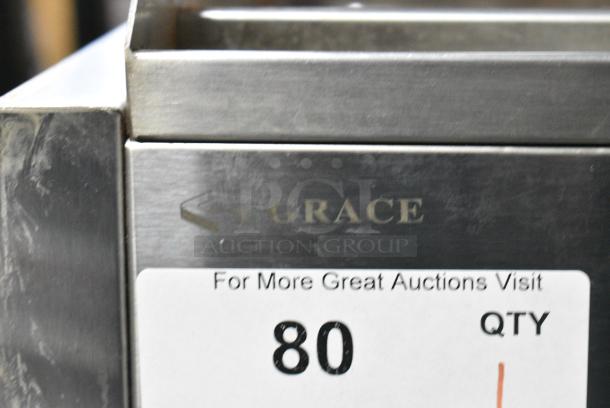 PCI
GRACE
AUCTION GROUP
For More Great Auctions Visit
80
QTY